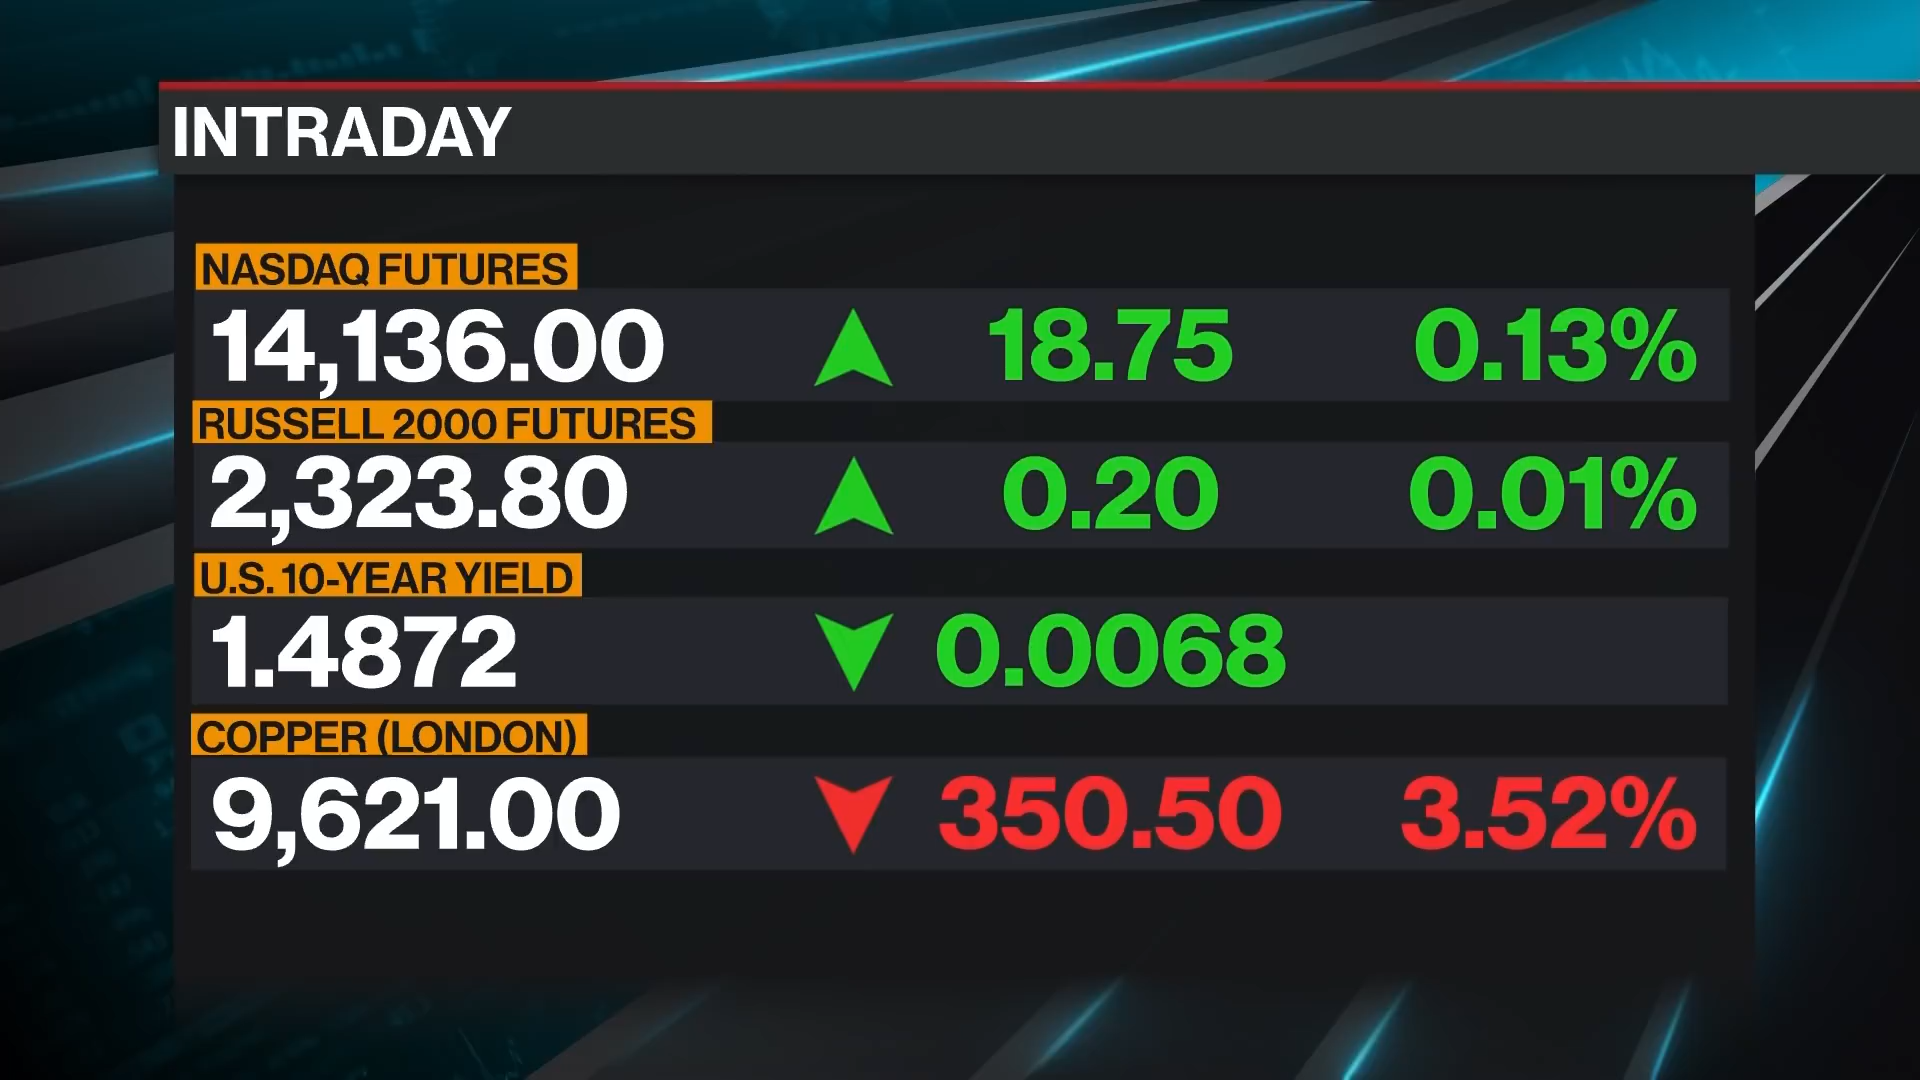 INTRADAY
NASDAQ FUTURES
14,136.00 18.75 0.13%
RUSSELL 2000 FUTURES
2,323.80 0.20 0.01%
U.S. 10-YEAR YIELD
1.4872 0.0068
COPPER (LONDON)
9,621.00 350.50 3.52%